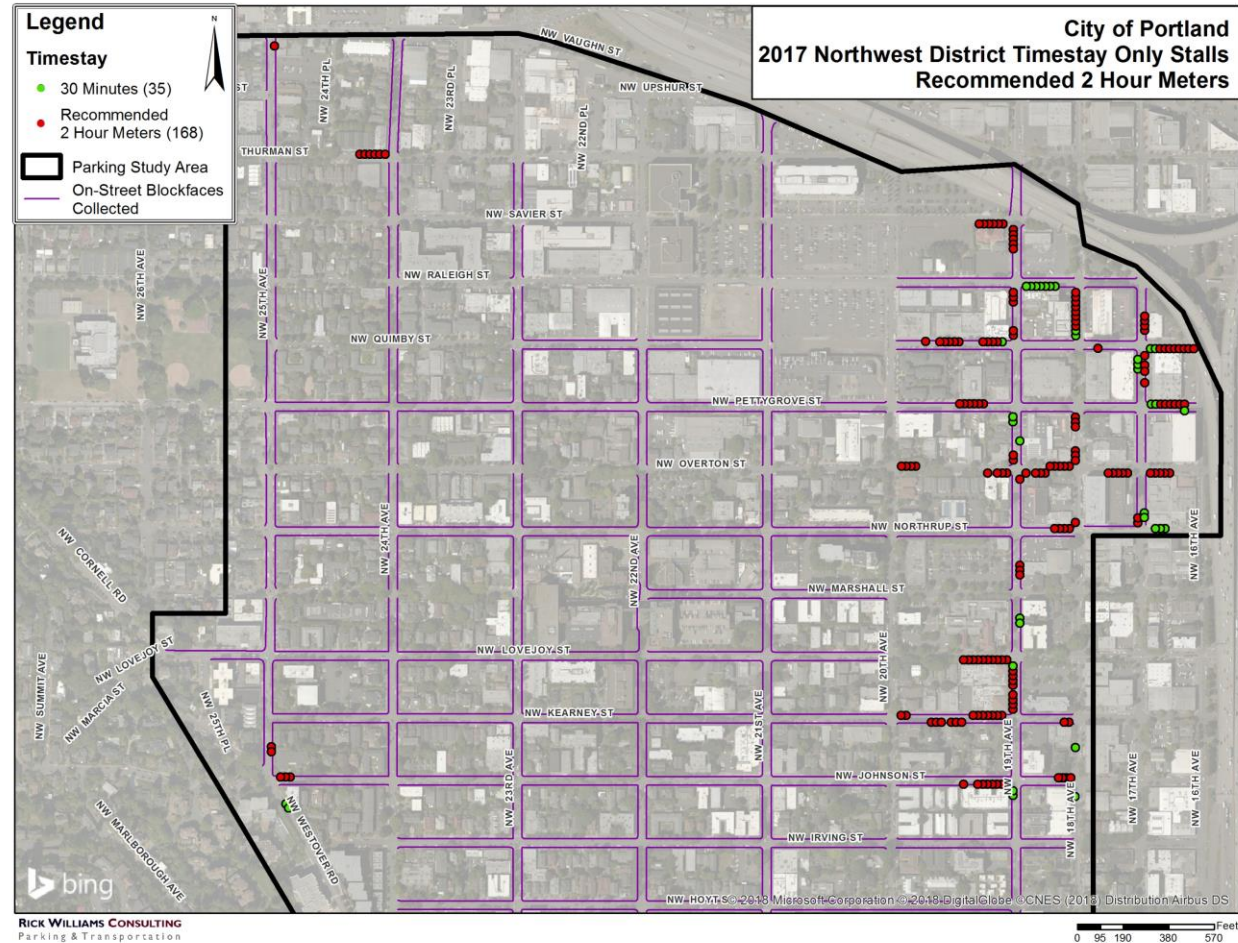 Legend
Timestay
N
30 Minutes (35)
Recommended
2 Hour Meters (168)
Parking Study Area
On-Street Blockfaces
Collected
City of Portland
2017 Northwest District Timestay Only Stalls
Recommended 2 Hour Meters
NW VAUGHN ST
NW 24TH PL
NW 23RD PL
NW UPSHUR ST
ST
NW 22ND PL
THURMAN ST
NW SAVIER ST
NW 26TH AVE
NW 25TH AVE
NW RALEIGH ST
NW QUIMBY ST
NW PETTYGROVE ST
NW OVERTON ST
NW 24TH AVE
NW NORTHRUP ST
NW 16TH AVE
NW CORNELL RD
NW 22ND AVE
NW MARSHALL ST
NW LOVEJOY ST
NW LOVEJOY ST
NW 20TH AVE
NW SUMMIT AVE
NW MARCIA ST
NW 25TH PL
NW KEARNEY ST
NW 21ST AVE
NW 19TH AVE
NW 23RD AVE
NW JOHNSON ST
NW 18TH AVE
NW 17TH AVE
NW 16TH AVE
NW MARLBOROUGH AVE
NW WESTOVER RD
NW IRVING ST
bing
NW HOYT S
© 2018 Microsoft Corporation © 2018 DigitalGlobe ©CNES (2018) Distribution Airbus DS
RICK WILLIAMS CONSULTING
Parking & Transportation
Feet
0 95 190 380 570